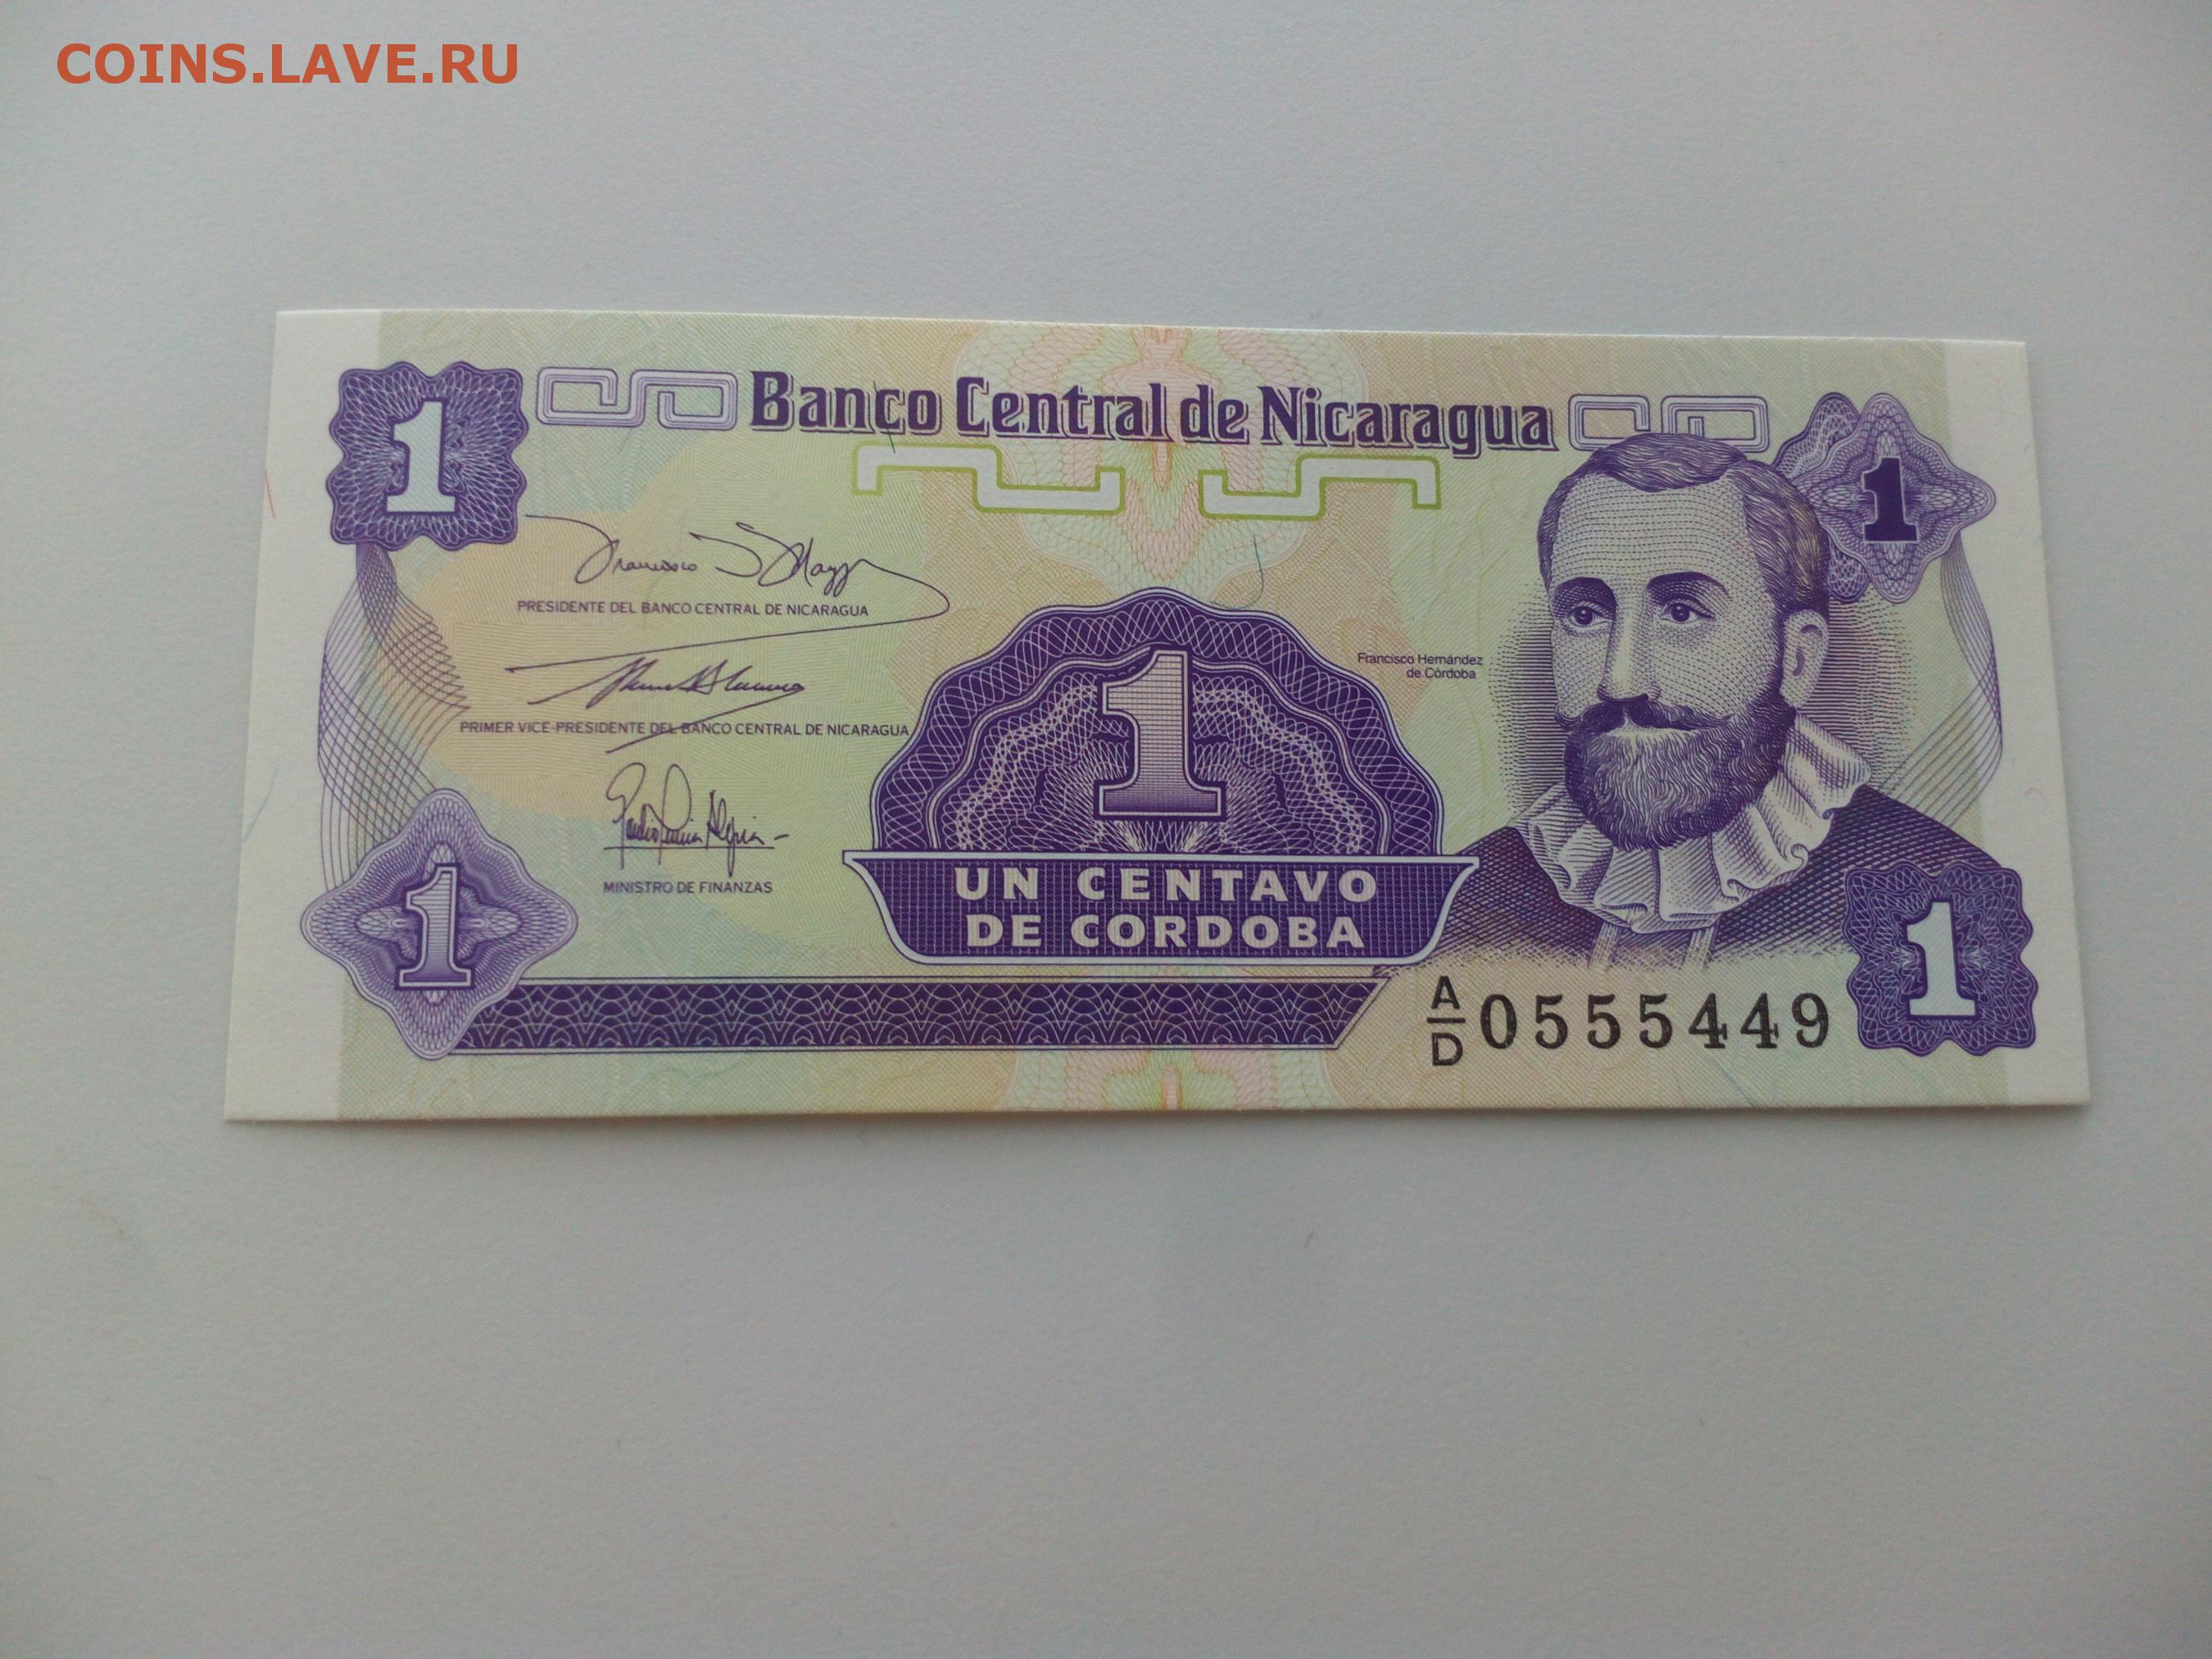 COINS.LAVE.RU
1
Banco Central de Nicaragua
1
PRESIDENTE DEL BANCO CENTRAL DE NICARAGUA
Francisco Hernández
de Córdoba
PRIMER VICE-PRESIDENTE DEL BANCO CENTRAL DE NICARAGUA
1
MINISTRO DE FINANZAS
UN CENTAVO
DE CORDOBA
1
A/D 0555449
1